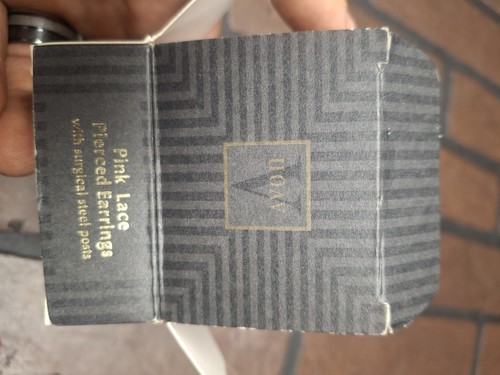 Pink Lace
Pierced Earrings
with surgical steel posts
AVON